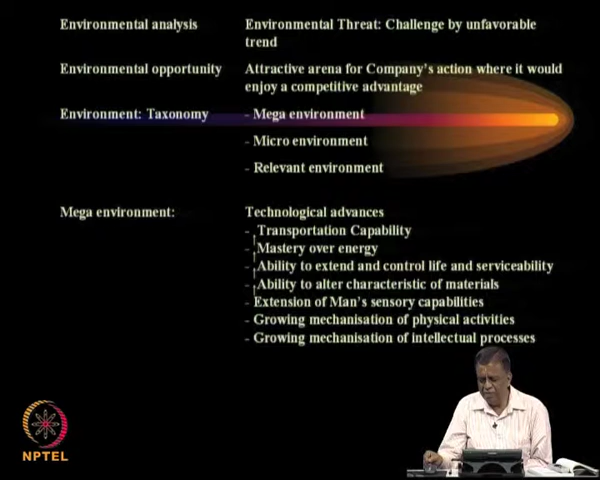 Environmental analysis Environmental Threat: Challenge by unfavorable
trend
Environmental opportunity Attractive arena for Company's action where it would
enjoy a competitive advantage
Environment: Taxonomy - Mega environment
- Micro environment
- Relevant environment
Mega environment: Technological advances
- Transportation Capability
- Mastery over energy
- Ability to extend and control life and serviceability
- Ability to alter characteristic of materials
- Extension of Man's sensory capabilities
- Growing mechanisation of physical activities
- Growing mechanisation of intellectual processes
NPTEL